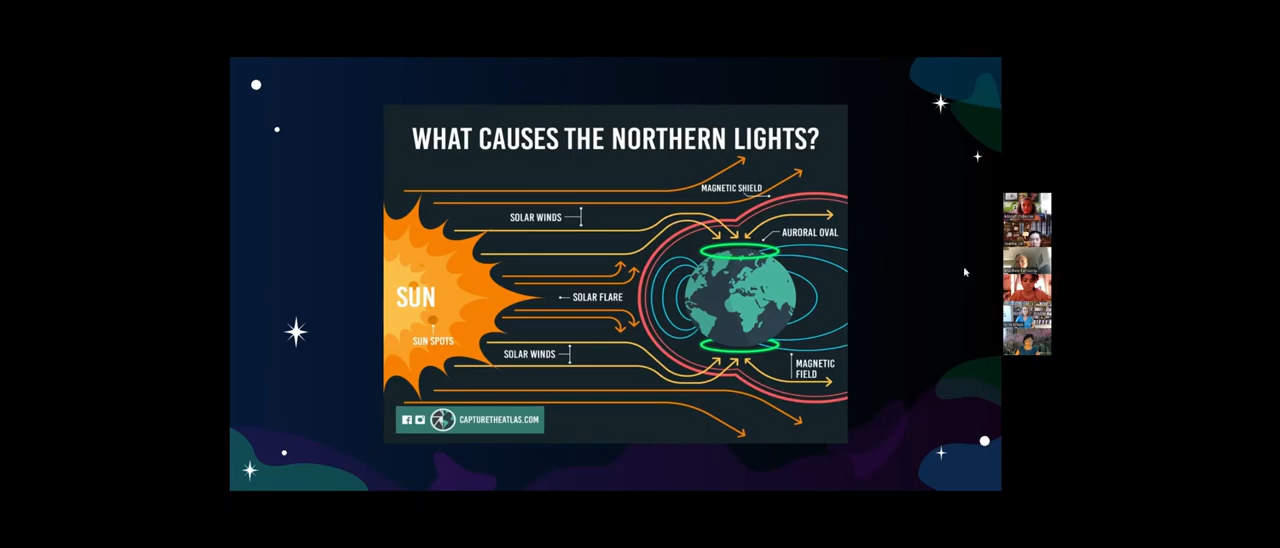 WHAT CAUSES THE NORTHERN LIGHTS?
MAGNETIC SHIELD
SOLAR WINDS
AURORAL OVAL
SUN
SOLAR FLARE
SUN SPOTS
SOLAR WINDS
MAGNETIC
FIELD
CAPTURETHEATLAS.COM